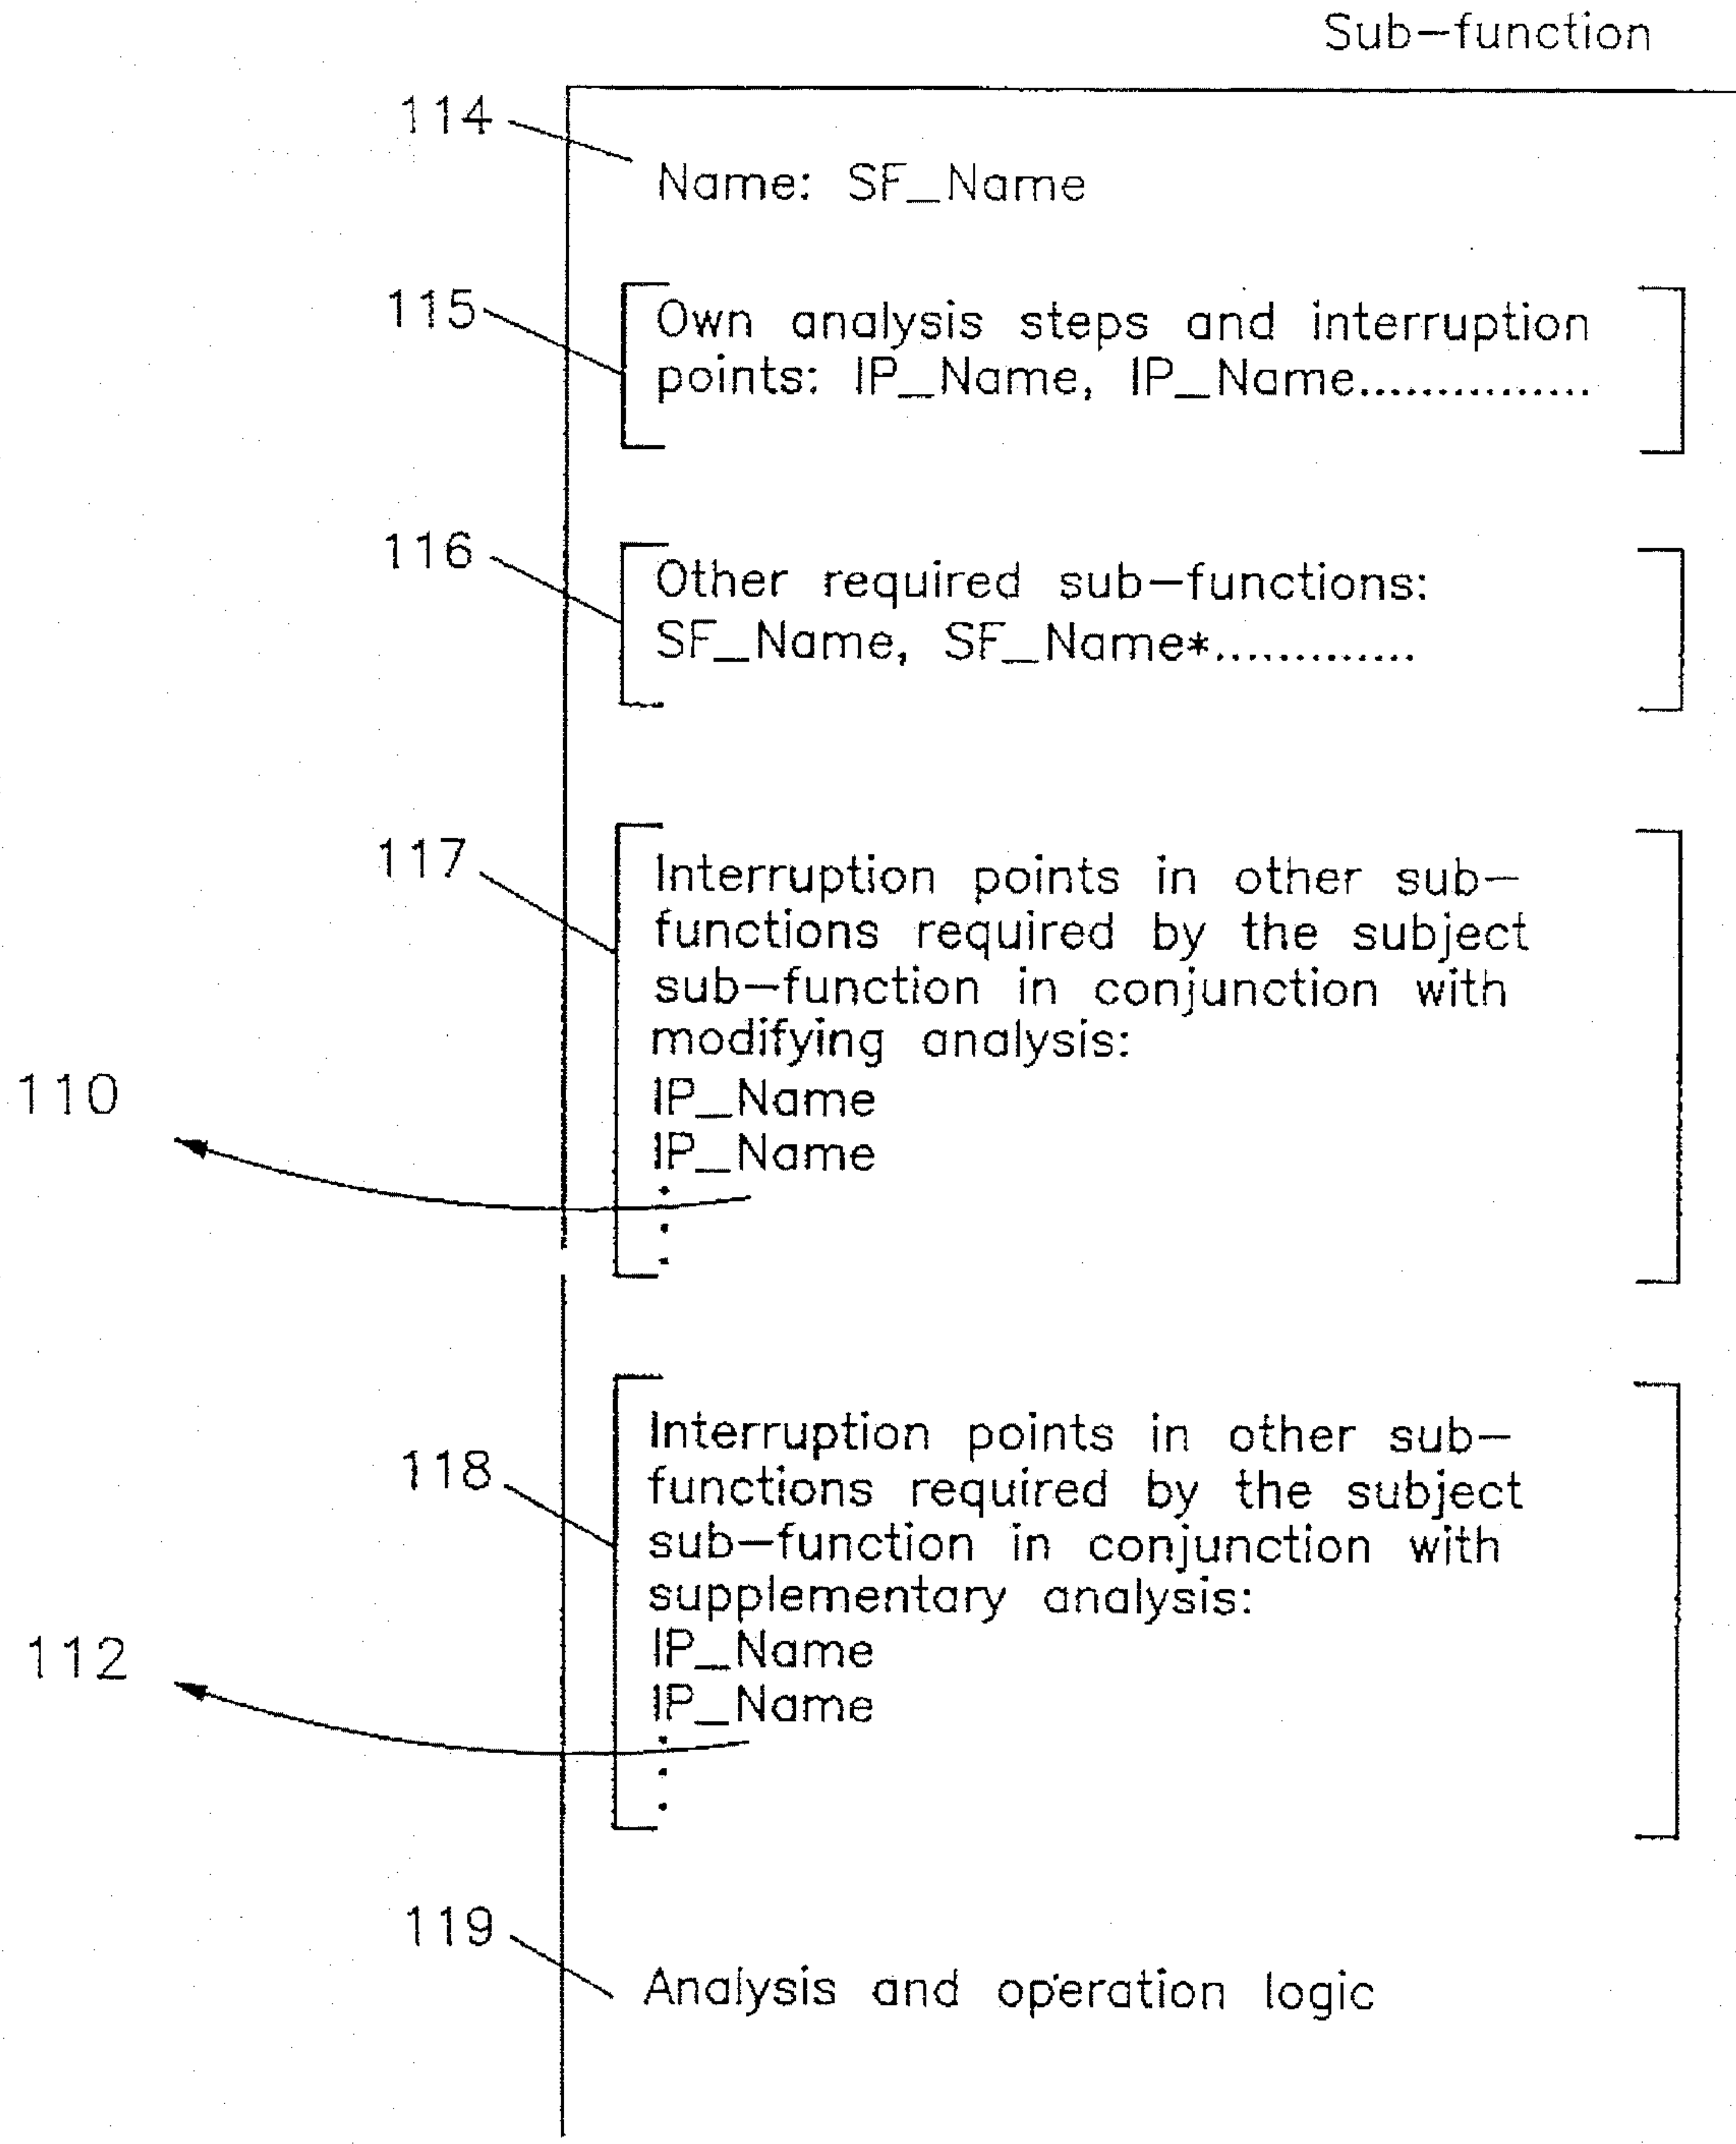 Sub-function
114
Name: SF_Name
115
Own analysis steps and interruption
points: IP_Name, IP_Name...............
116
Other required sub-functions:
SF_Name, SF_Name*.............
117
Interruption points in other sub-
functions required by the subject
sub-function in conjunction with
modifying analysis:
110
IP_Name
IP_Name
.
.
.
118
Interruption points in other sub-
functions required by the subject
sub-function in conjunction with
supplementary analysis:
112
IP_Name
IP_Name
.
.
.
119
Analysis and operation logic